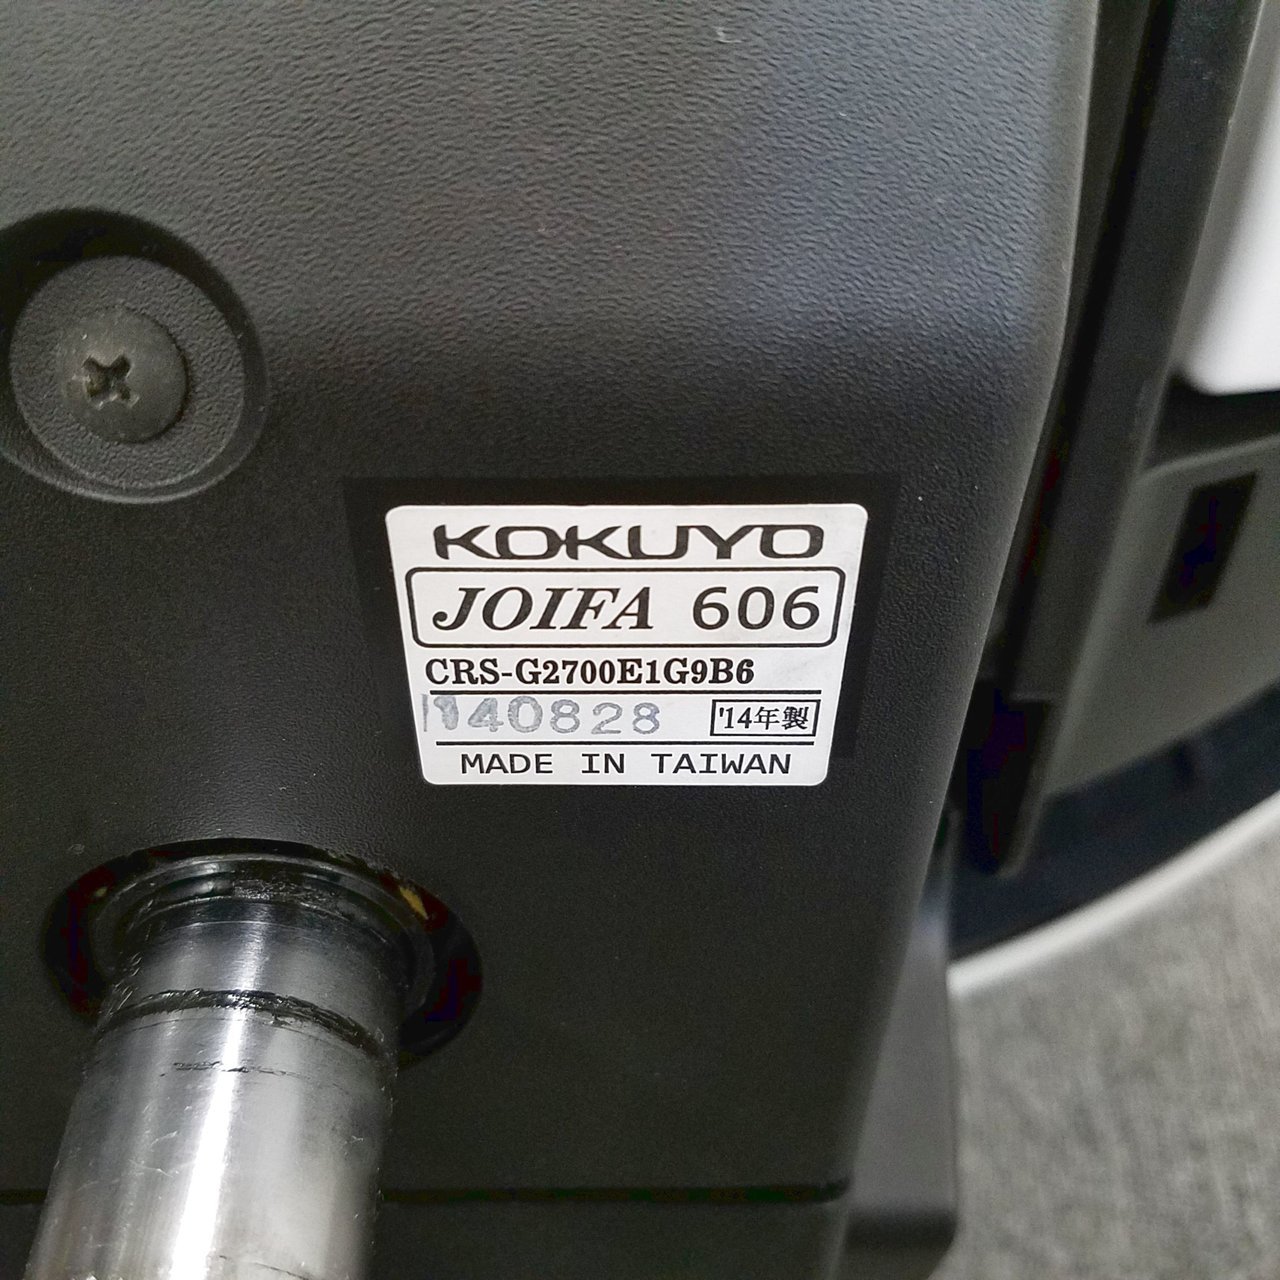 KOKUYO
JOIFA 606
CRS-G2700E1G9B6
140828 '14年製
MADE IN TAIWAN